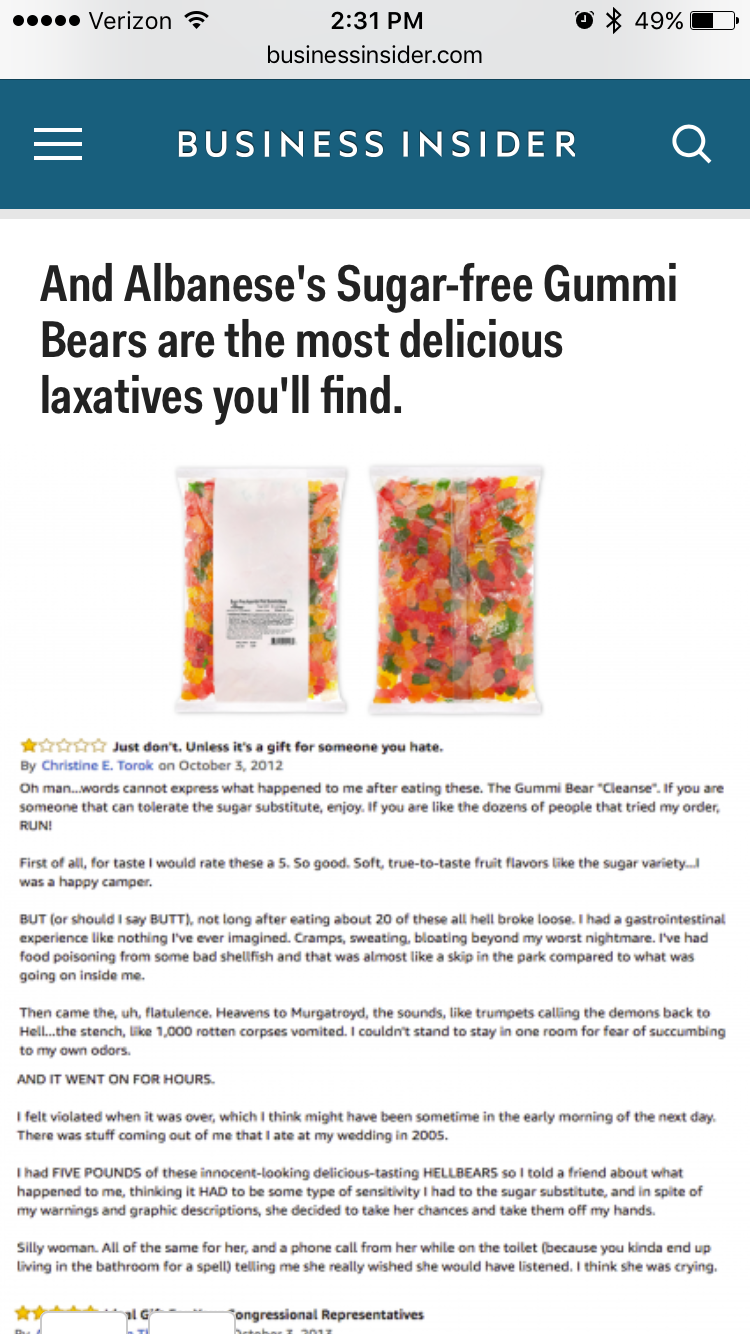 Verizon 2:31 PM 49%
businessinsider.com
BUSINESS INSIDER
And Albanese's Sugar-free Gummi
Bears are the most delicious
laxatives you'll find.
Just don't. Unless it's a gift for someone you hate.
By Christine E. Torok on October 3, 2012
Oh man...words cannot express what happened to me after eating these. The Gummi Bear "Cleanse". If you are
someone that can tolerate the sugar substitute, enjoy. If you are like the dozens of people that tried my order,
RUN!
First of all, for taste I would rate these a 5. So good. Soft, true-to-taste fruit flavors like the sugar variety...I
was a happy camper.
BUT (or should I say BUTT), not long after eating about 20 of these all hell broke loose. I had a gastrointestinal
experience like nothing I've ever imagined. Cramps, sweating, bloating beyond my worst nightmare. I've had
food poisoning from some bad shellfish and that was almost like a skip in the park compared to what was
going on inside me.
Then came the, uh, flatulence. Heavens to Murgatroyd, the sounds, like trumpets calling the demons back to
Hell...the stench, like 1,000 rotten corpses vomited. I couldn't stand to stay in one room for fear of succumbing
to my own odors.
AND IT WENT ON FOR HOURS.
I felt violated when it was over, which I think might have been sometime in the early morning of the next day.
There was stuff coming out of me that I ate at my wedding in 2005.
I had FIVE POUNDS of these innocent-looking delicious-tasting HELLBEARS so I told a friend about what
happened to me, thinking it HAD to be some type of sensitivity I had to the sugar substitute, and in spite of
my warnings and graphic descriptions, she decided to take her chances and take them off my hands.
Silly woman. All of the same for her, and a phone call from her while on the toilet (because you kinda end up
living in the bathroom for a spell) telling me she really wished she would have listened. I think she was crying.
Congressional Representatives